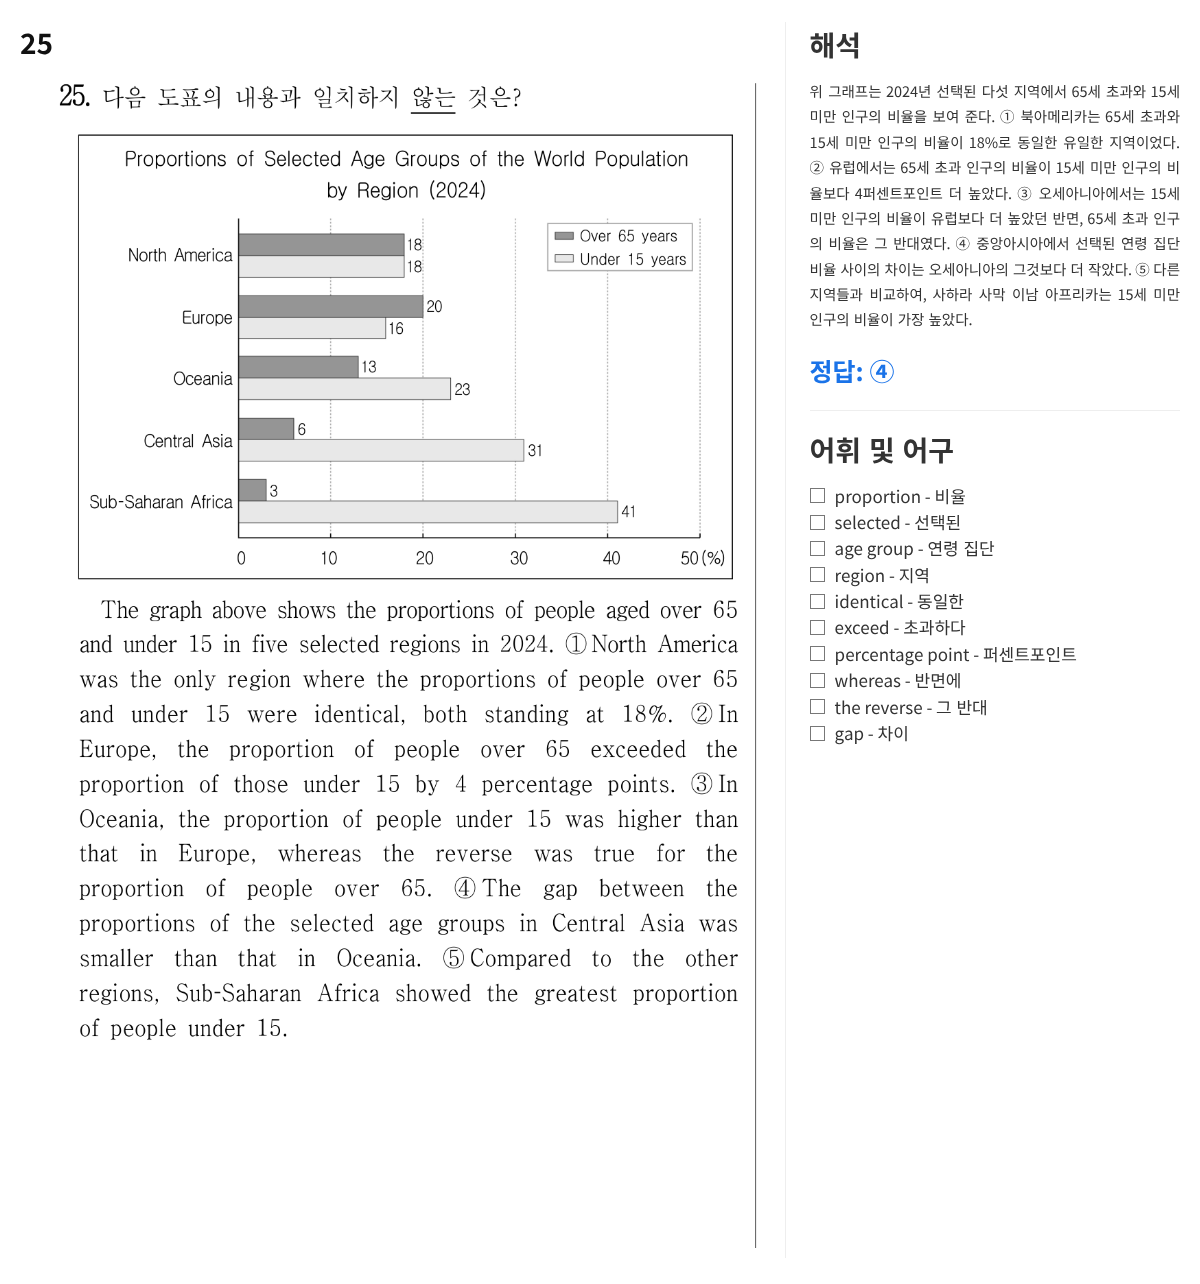 25
25. 다음 도표의 내용과 일치하지 않는 것은?
Proportions of Selected Age Groups of the World Population
by Region (2024)
Over 65 years
Under 15 years
North America
18
18
Europe
20
16
Oceania
13
23
Central Asia
6
31
Sub-Saharan Africa
3
41
0 10 20 30 40 50(%)
The graph above shows the proportions of people aged over 65
and under 15 in five selected regions in 2024. ① North America
was the only region where the proportions of people over 65
and under 15 were identical, both standing at 18%. ② In
Europe, the proportion of people over 65 exceeded the
proportion of those under 15 by 4 percentage points. ③ In
Oceania, the proportion of people under 15 was higher than
that in Europe, whereas the reverse was true for the
proportion of people over 65. ④ The gap between the
proportions of the selected age groups in Central Asia was
smaller than that in Oceania. ⑤ Compared to the other
regions, Sub-Saharan Africa showed the greatest proportion
of people under 15.
해석
위 그래프는 2024년 선택된 다섯 지역에서 65세 초과와 15세
미만 인구의 비율을 보여 준다. ① 북아메리카는 65세 초과와
15세 미만 인구의 비율이 18%로 동일한 유일한 지역이었다.
② 유럽에서는 65세 초과 인구의 비율이 15세 미만 인구의 비
율보다 4퍼센트포인트 더 높았다. ③ 오세아니아에서는 15세
미만 인구의 비율이 유럽보다 더 높았던 반면, 65세 초과 인구
의 비율은 그 반대였다. ④ 중앙아시아에서 선택된 연령 집단
비율 사이의 차이는 오세아니아의 그것보다 더 작았다. ⑤ 다른
지역들과 비교하여, 사하라 사막 이남 아프리카는 15세 미만
인구의 비율이 가장 높았다.
정답: ④
어휘 및 어구
proportion - 비율
selected - 선택된
age group - 연령 집단
region - 지역
identical - 동일한
exceed - 초과하다
percentage point - 퍼센트포인트
whereas - 반면에
the reverse - 그 반대
gap - 차이